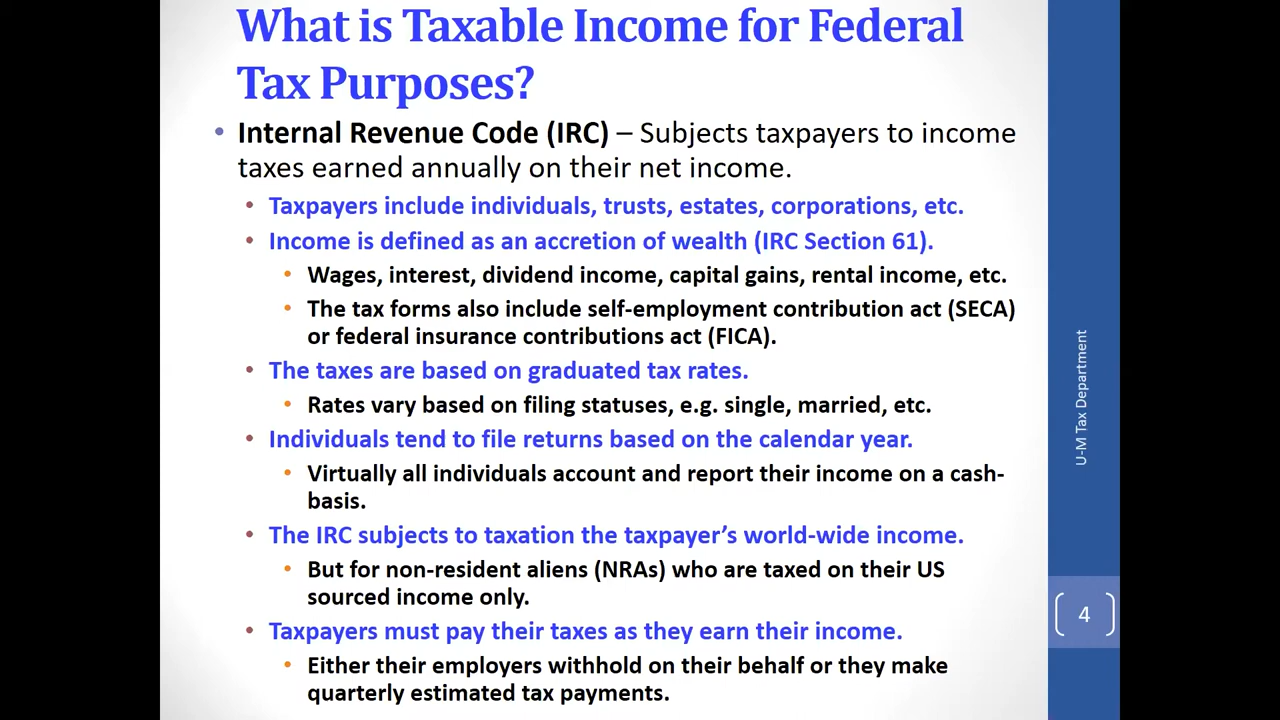 What is Taxable Income for Federal
Tax Purposes?
• Internal Revenue Code (IRC) – Subjects taxpayers to income
taxes earned annually on their net income.
• Taxpayers include individuals, trusts, estates, corporations, etc.
• Income is defined as an accretion of wealth (IRC Section 61).
• Wages, interest, dividend income, capital gains, rental income, etc.
• The tax forms also include self-employment contribution act (SECA)
or federal insurance contributions act (FICA).
• The taxes are based on graduated tax rates.
• Rates vary based on filing statuses, e.g. single, married, etc.
• Individuals tend to file returns based on the calendar year.
• Virtually all individuals account and report their income on a cash-
basis.
• The IRC subjects to taxation the taxpayer’s world-wide income.
• But for non-resident aliens (NRAs) who are taxed on their US
sourced income only.
• Taxpayers must pay their taxes as they earn their income.
• Either their employers withhold on their behalf or they make
quarterly estimated tax payments.
U-M Tax Department
4